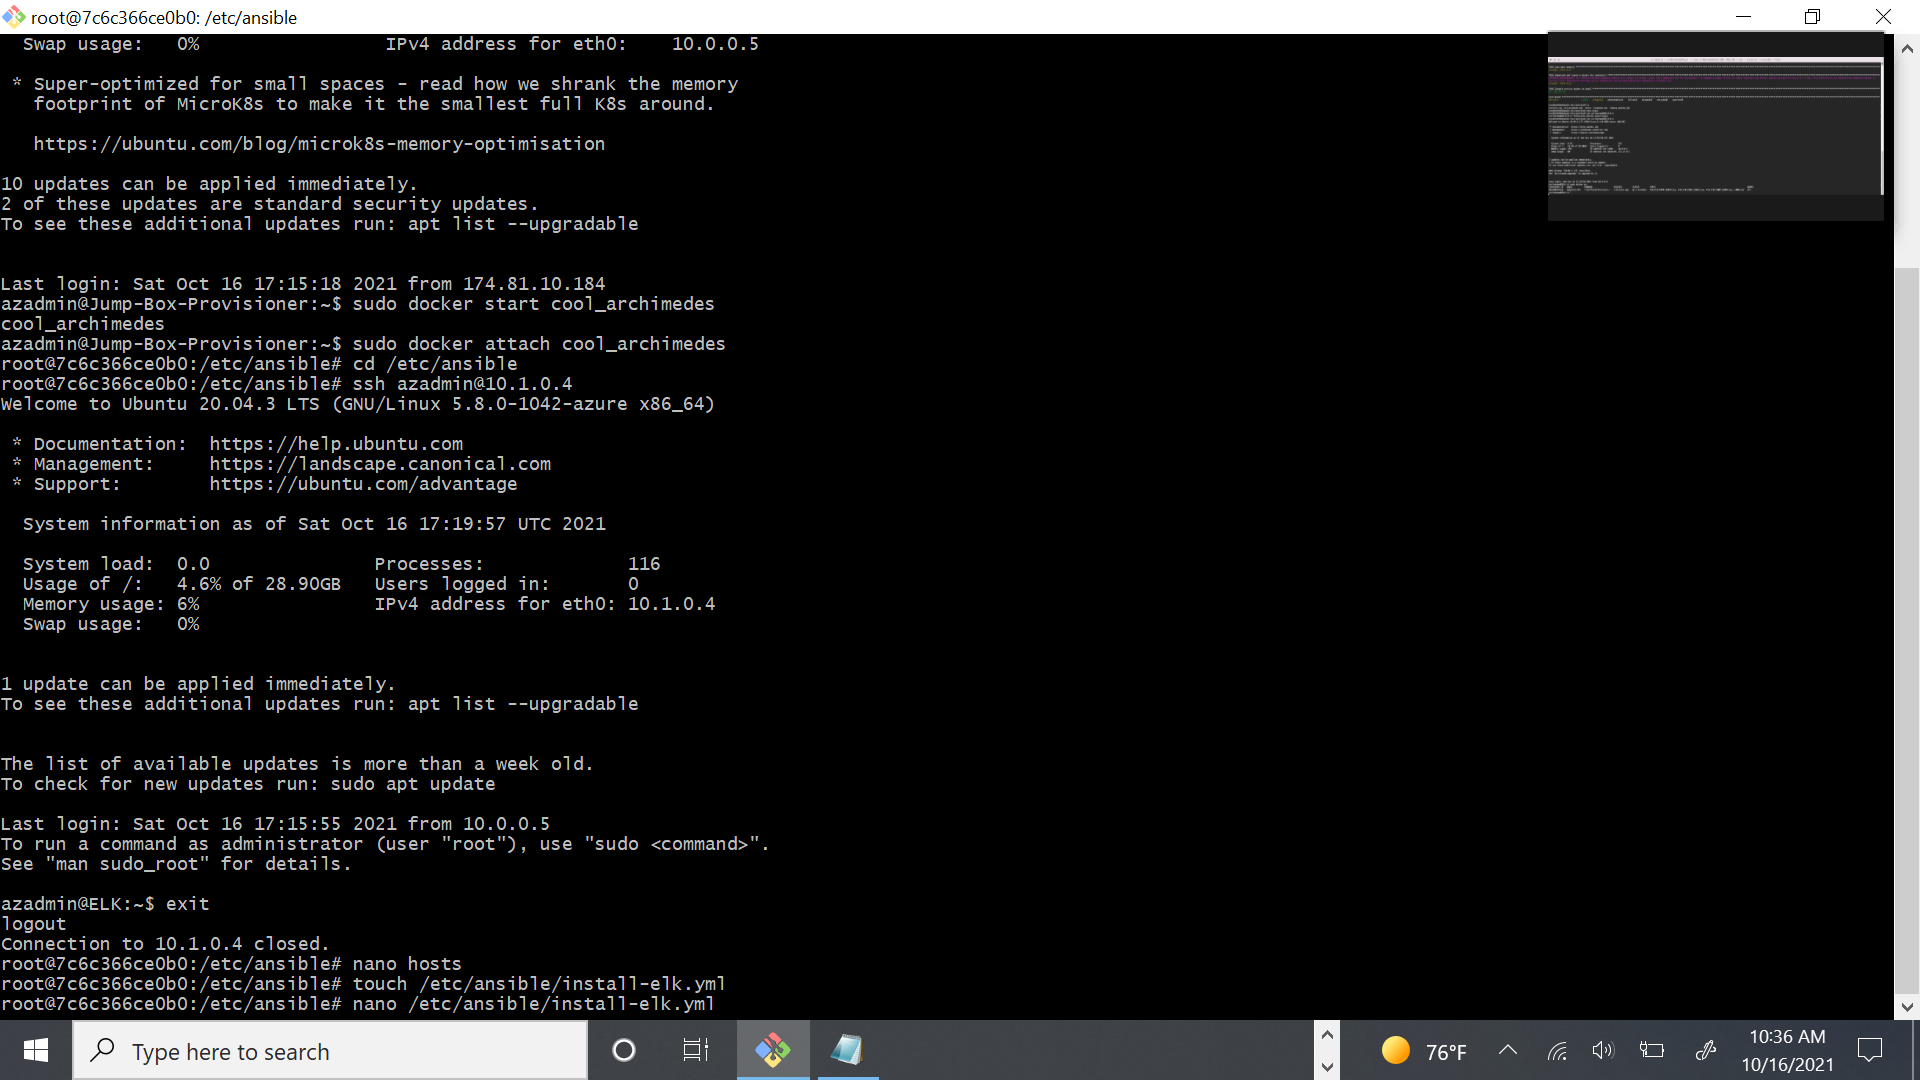 root@7c6c366ce0b0: /etc/ansible
Swap usage:   0%                 IPv4 address for eth0:    10.0.0.5
* Super-optimized for small spaces - read how we shrank the memory
footprint of MicroK8s to make it the smallest full K8s around.
https://ubuntu.com/blog/microk8s-memory-optimisation
10 updates can be applied immediately.
2 of these updates are standard security updates.
To see these additional updates run: apt list --upgradable
Last login: Sat Oct 16 17:15:18 2021 from 174.81.10.184
azadmin@Jump-Box-Provisioner:~$ sudo docker start cool_archimedes
cool_archimedes
azadmin@Jump-Box-Provisioner:~$ sudo docker attach cool_archimedes
root@7c6c366ce0b0:/etc/ansible# cd /etc/ansible
root@7c6c366ce0b0:/etc/ansible# ssh azadmin@10.1.0.4
Welcome to Ubuntu 20.04.3 LTS (GNU/Linux 5.8.0-1042-azure x86_64)
* Documentation:  https://help.ubuntu.com
* Management:     https://landscape.canonical.com
* Support:        https://ubuntu.com/advantage
System information as of Sat Oct 16 17:19:57 UTC 2021
System load:  0.0               Processes:             116
Usage of /:   4.6% of 28.90GB   Users logged in:       0
Memory usage: 6%                IPv4 address for eth0: 10.1.0.4
Swap usage:   0%
1 update can be applied immediately.
To see these additional updates run: apt list --upgradable
The list of available updates is more than a week old.
To check for new updates run: sudo apt update
Last login: Sat Oct 16 17:15:55 2021 from 10.0.0.5
To run a command as administrator (user "root"), use "sudo <command>".
See "man sudo_root" for details.
azadmin@ELK:~$ exit
logout
Connection to 10.1.0.4 closed.
root@7c6c366ce0b0:/etc/ansible# nano hosts
root@7c6c366ce0b0:/etc/ansible# touch /etc/ansible/install-elk.yml
root@7c6c366ce0b0:/etc/ansible# nano /etc/ansible/install-elk.yml
Type here to search
76°F
10:36 AM
10/16/2021